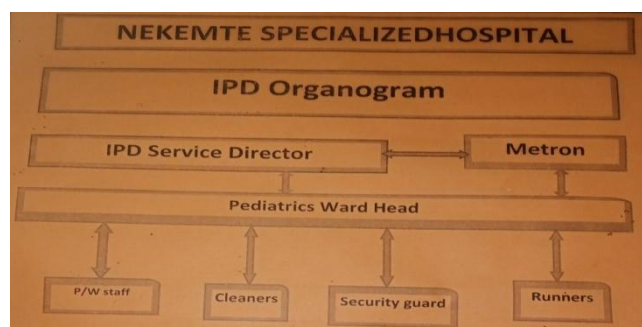 NEKEMTE SPECIALIZEDHOSPITAL
IPD Organogram
IPD Service Director
Metron
Pediatrics Ward Head
P/W staff
Cleaners
Security guard
Runners